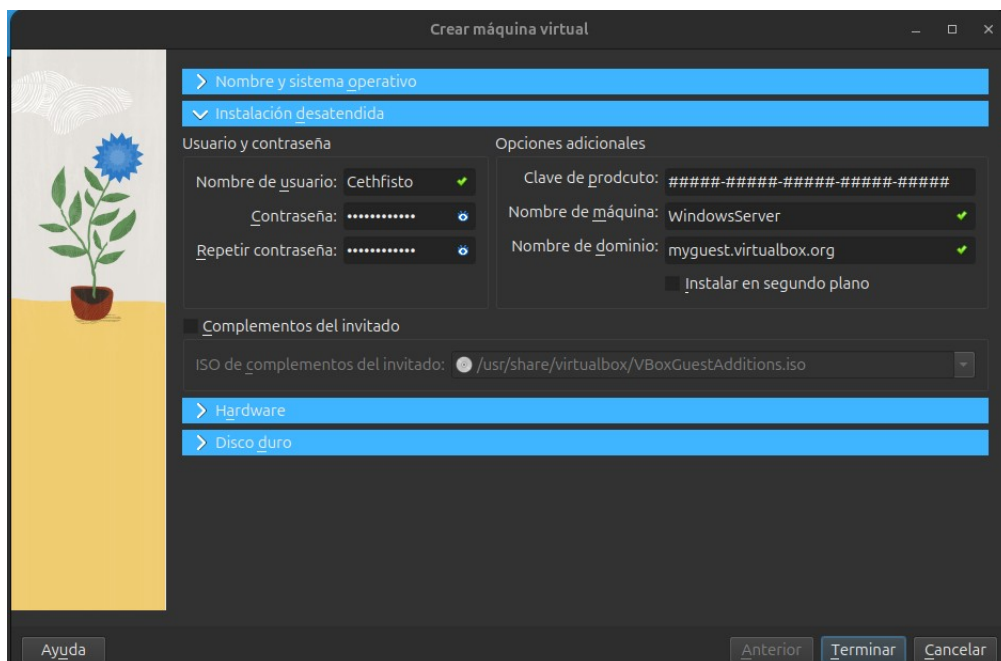 Crear máquina virtual
Nombre y sistema operativo
Instalación desatendida
Usuario y contraseña
Nombre de usuario: Cethfisto
Contraseña: ••••••••••••
Repetir contraseña: ••••••••••••
Opciones adicionales
Clave de prodcuto: #####-#####-#####-#####-#####
Nombre de máquina: WindowsServer
Nombre de dominio: myguest.virtualbox.org
Instalar en segundo plano
Complementos del invitado
ISO de complementos del invitado: /usr/share/virtualbox/VBoxGuestAdditions.iso
Hardware
Disco duro
Ayuda Anterior Terminar Cancelar